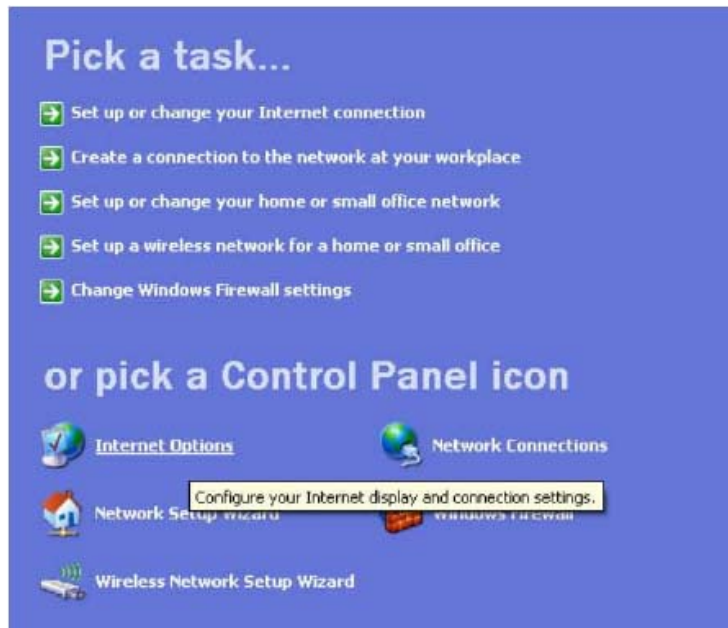 Pick a task...
Set up or change your Internet connection
Create a connection to the network at your workplace
Set up or change your home or small office network
Set up a wireless network for a home or small office
Change Windows Firewall settings
or pick a Control Panel icon
Internet Options
Network Connections
Configure your Internet display and connection settings.
Network Setup Wizard
Windows Firewall
Wireless Network Setup Wizard